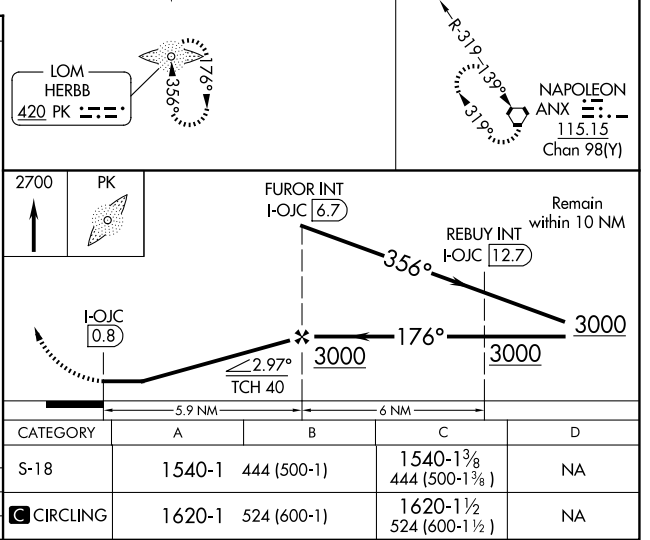 LOM
HERBB
420 PK
356°
176°
R-319
139°
319°
NAPOLEON
ANX
115.15
Chan 98(Y)
2700
PK
FUROR INT
I-OJC 6.7
REBUY INT
I-OJC 12.7
Remain
within 10 NM
356°
I-OJC
0.8
176°
3000
3000
3000
2.97°
TCH 40
5.9 NM
6 NM
CATEGORY A B C D
S-18 1540-1 444 (500-1) 1540-1⅜ 444 (500-1⅜) NA
C CIRCLING 1620-1 524 (600-1) 1620-1½ 524 (600-1½) NA